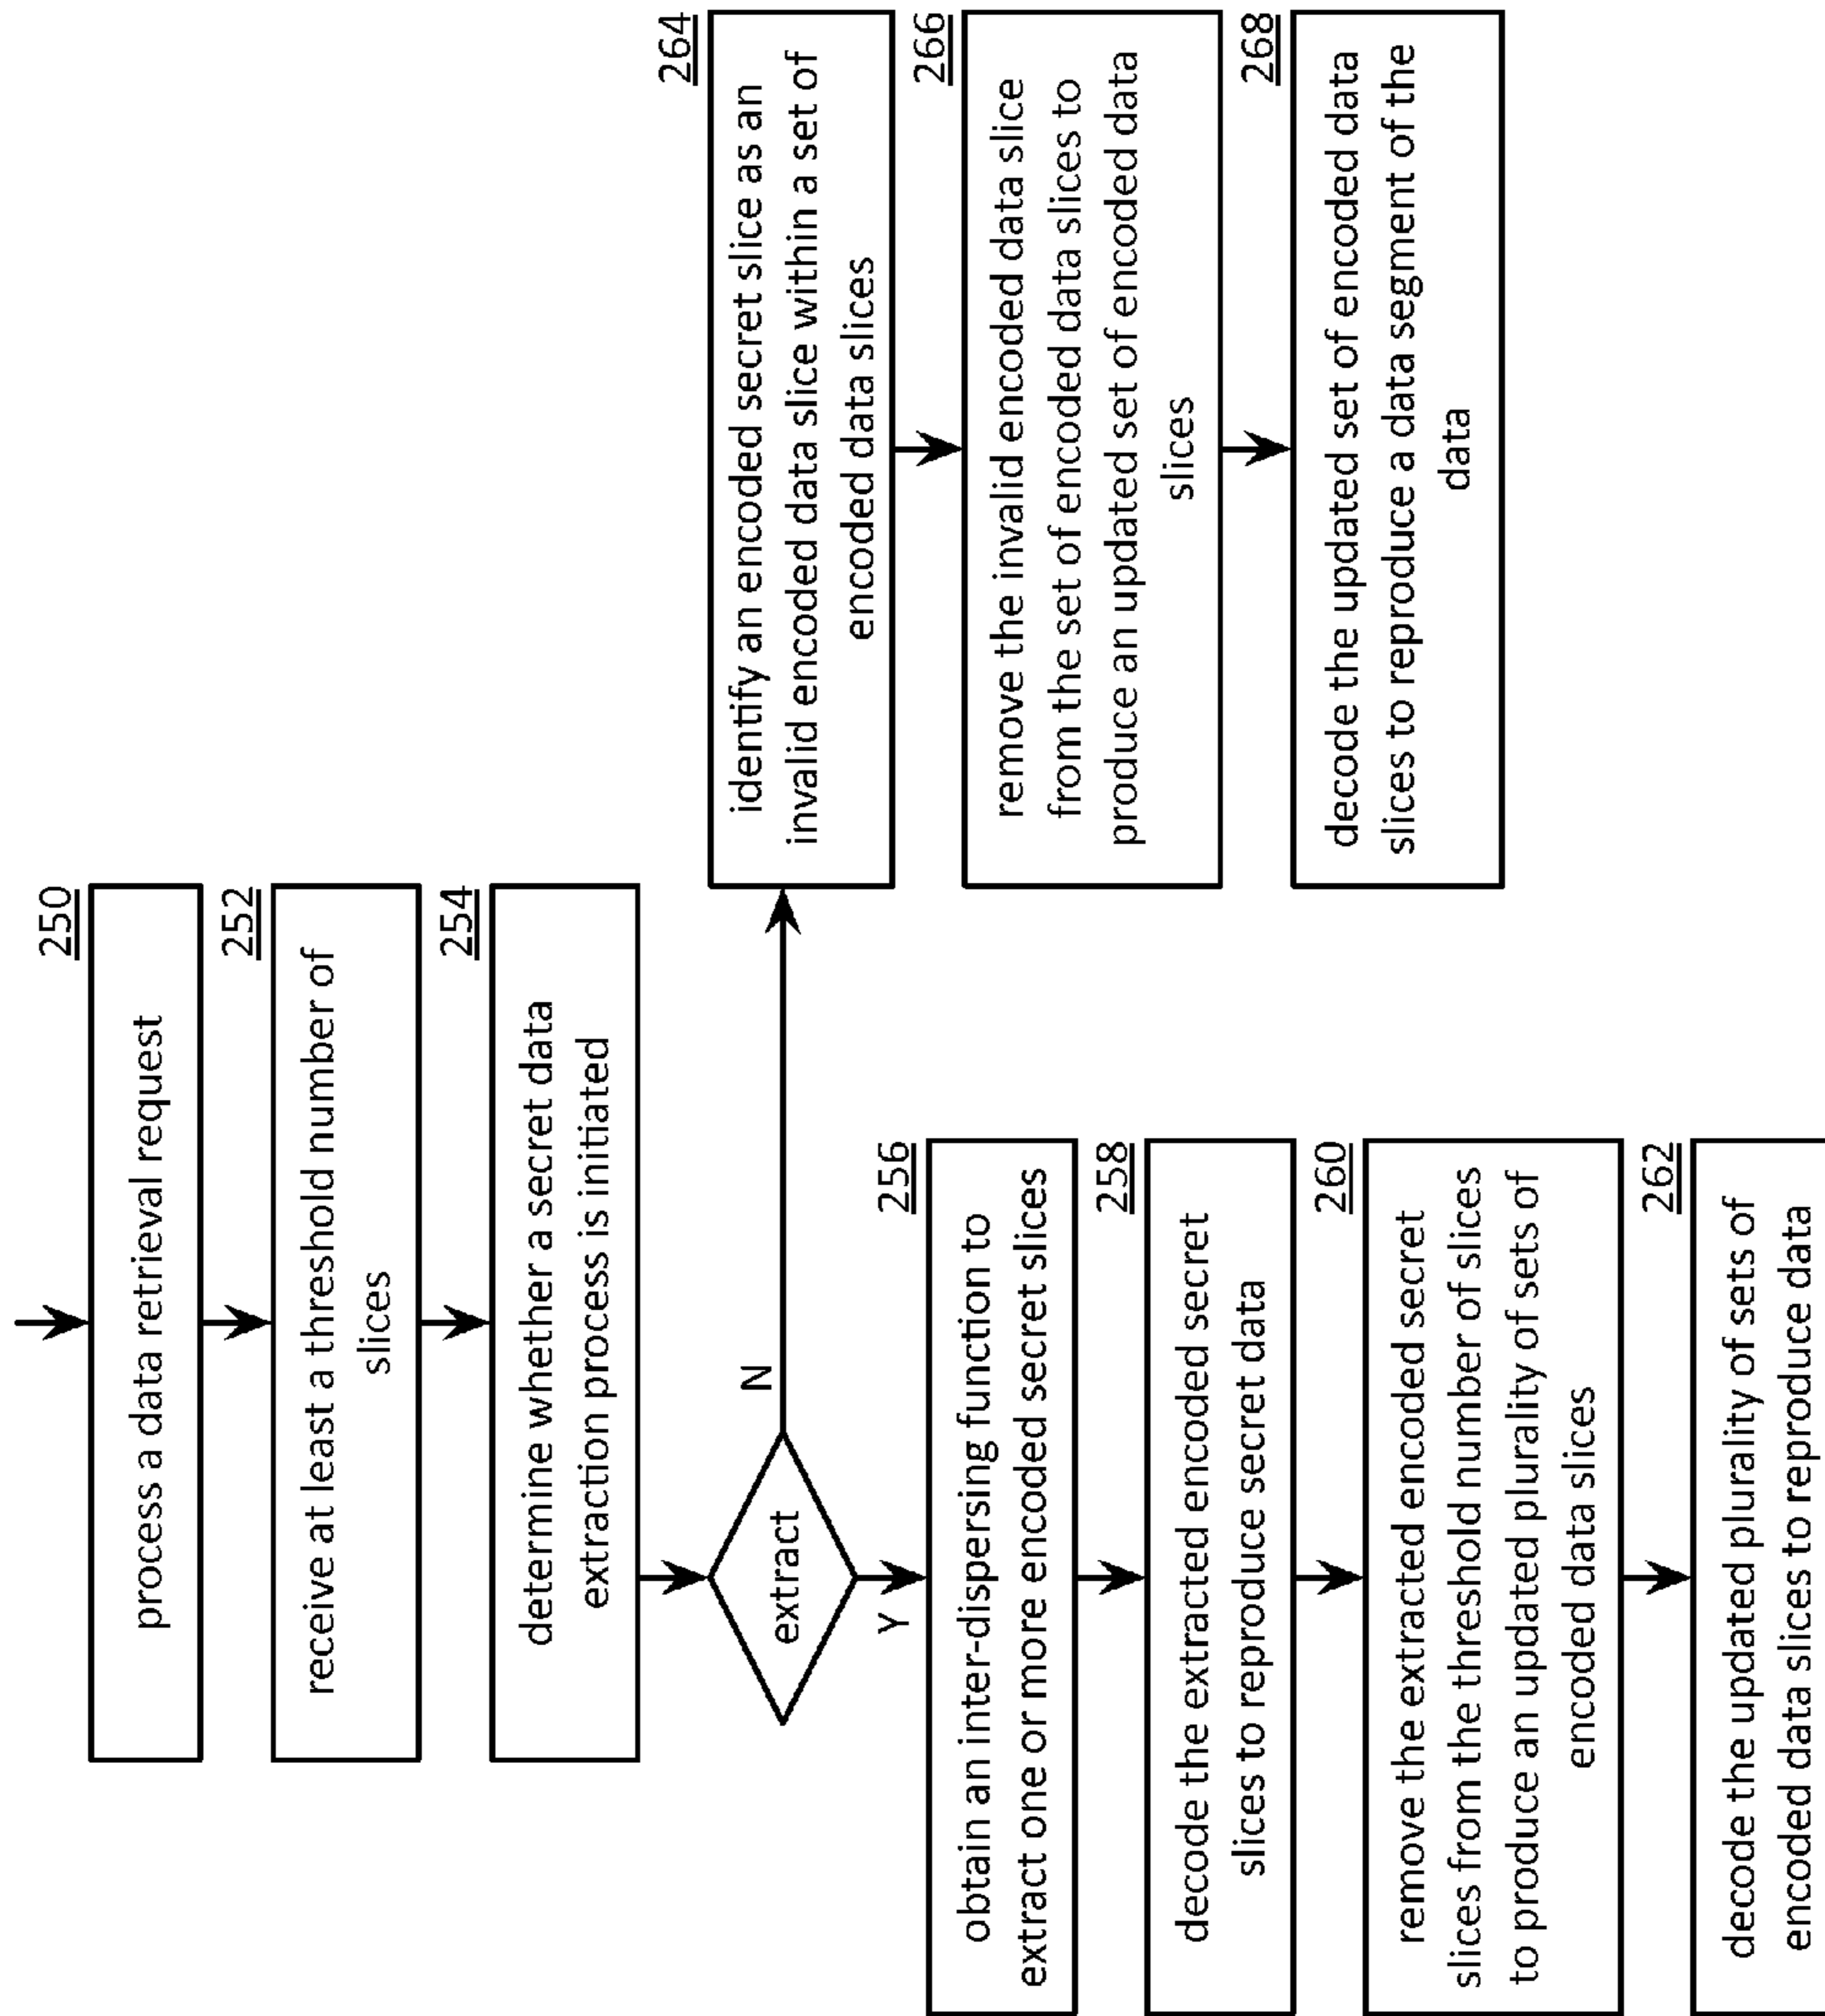 250
process a data retrieval request
252
receive at least a threshold number of
slices
254
determine whether a secret data
extraction process is initiated
extract
N
Y
256
obtain an inter-dispersing function to
extract one or more encoded secret slices
258
decode the extracted encoded secret
slices to reproduce secret data
260
remove the extracted encoded secret
slices from the threshold number of slices
to produce an updated plurality of sets of
encoded data slices
262
decode the updated plurality of sets of
encoded data slices to reproduce data
264
identify an encoded secret slice as an
invalid encoded data slice within a set of
encoded data slices
266
remove the invalid encoded data slice
from the set of encoded data slices to
produce an updated set of encoded data
slices
268
decode the updated set of encoded data
slices to reproduce a data segment of the
data